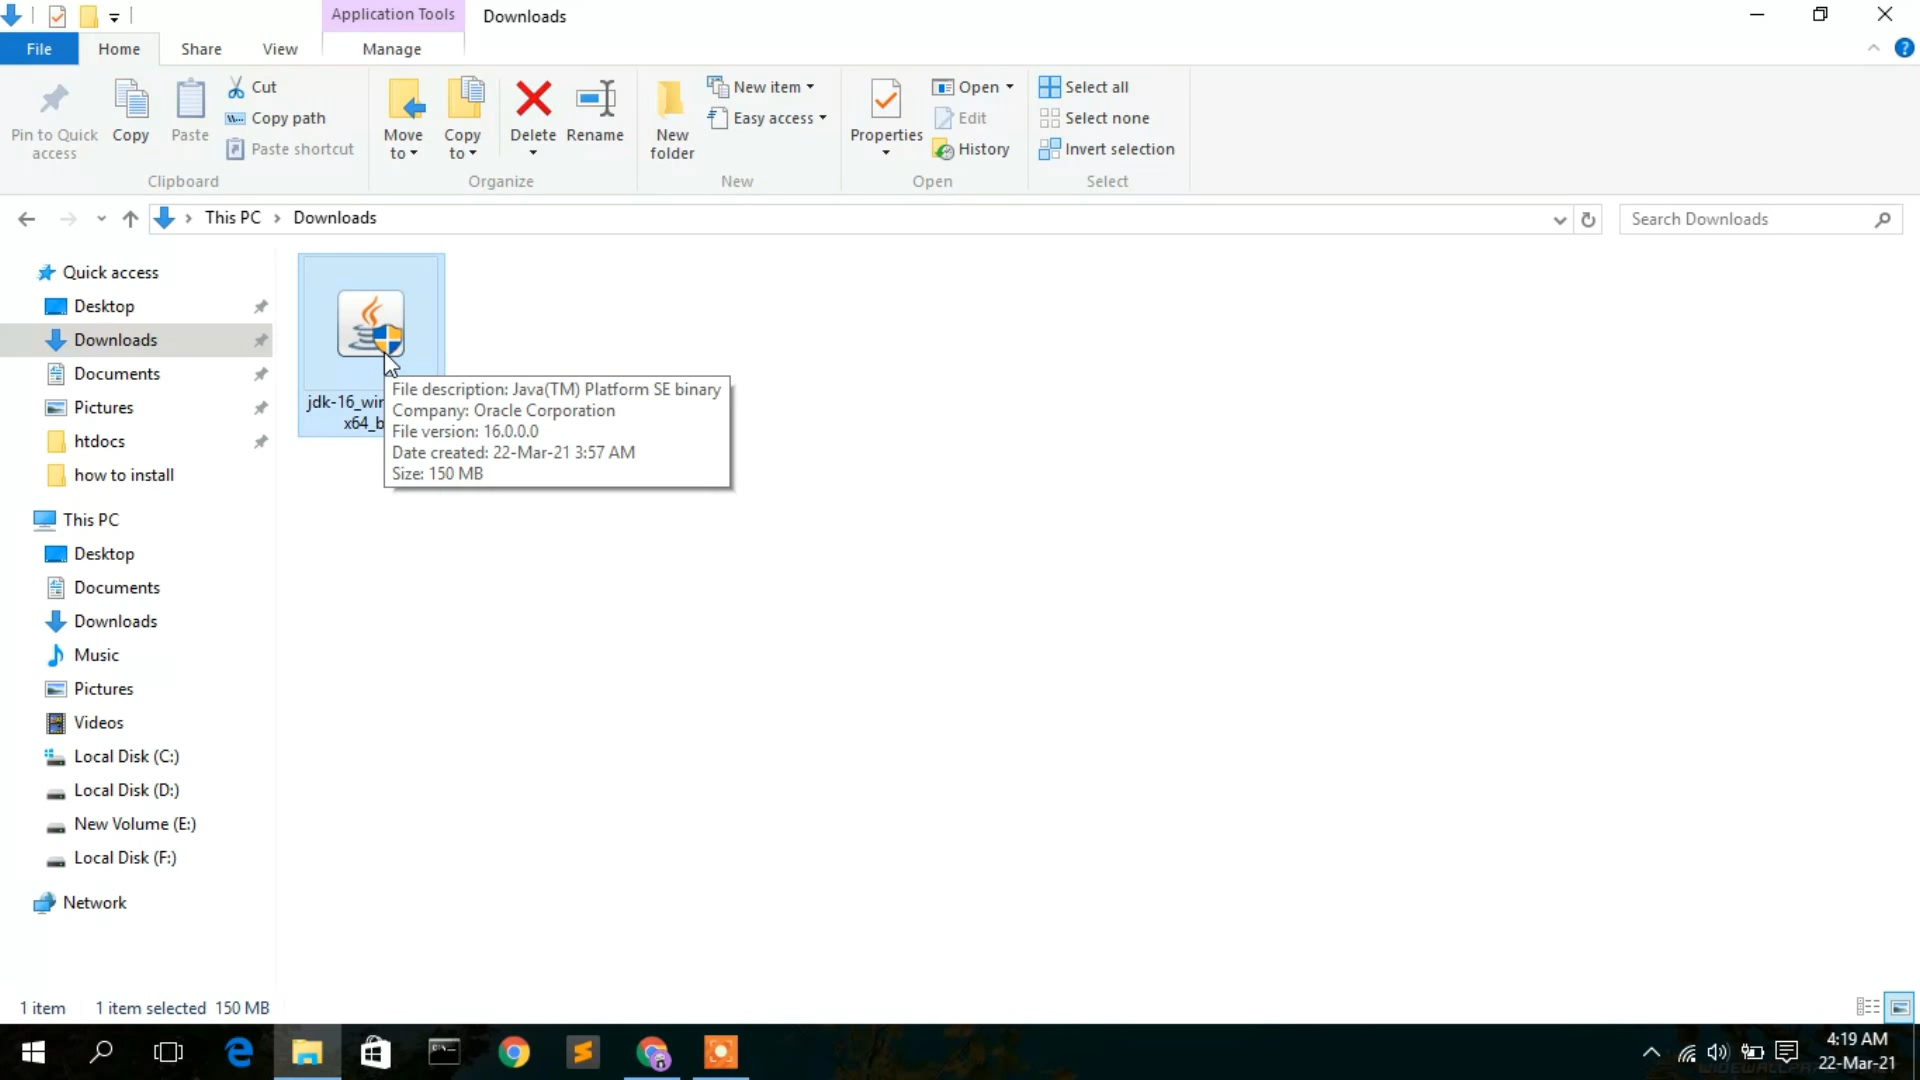 Application Tools
Downloads
File
Home
Share
View
Manage
Pin to Quick
access
Copy
Paste
Cut
Copy path
Paste shortcut
Clipboard
Move
to
Copy
to
Delete
Rename
Organize
New
folder
New item
Easy access
New
Properties
Open
Edit
History
Open
Select all
Select none
Invert selection
Select
This PC
Downloads
Search Downloads
Quick access
Desktop
Downloads
Documents
Pictures
htdocs
how to install
This PC
Desktop
Documents
Downloads
Music
Pictures
Videos
Local Disk (C:)
Local Disk (D:)
New Volume (E:)
Local Disk (F:)
Network
jdk-16_win
x64_b
File description: Java(TM) Platform SE binary
Company: Oracle Corporation
File version: 16.0.0.0
Date created: 22-Mar-21 3:57 AM
Size: 150 MB
1 item
1 item selected 150 MB
4:19 AM
22-Mar-21